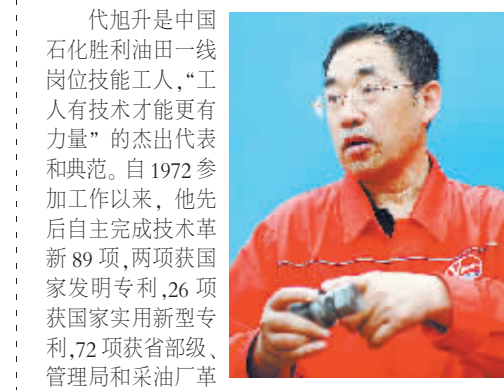 代旭升是中国
石化胜利油田一线
岗位技能工人,“工
人有技术才能更有
力量”的杰出代表
和典范。自1972参
加工作以来，他先
后自主完成技术革
新89项,两项获国
家发明专利,26项
获国家实用新型专
利,72项获省部级、
管理局和采油厂革